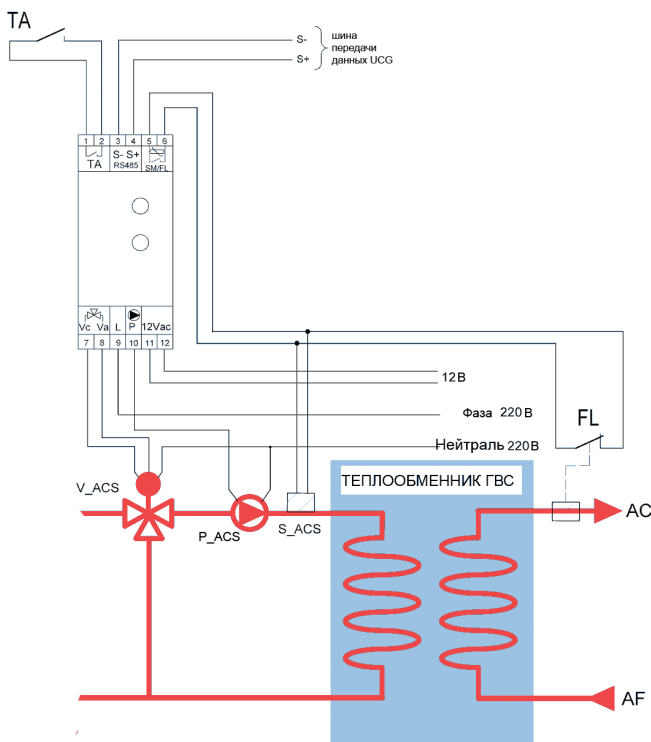 TA
S-
S+
шина
передачи
данных UCG
1 2 3 4 5 6
TA
S- S+
RS485
SM/FL
Vc Va L P 12Vac
7 8 9 10 11 12
12 В
Фаза 220 В
FL
Нейтраль 220 В
ТЕПЛООБМЕННИК ГВС
V_ACS
P_ACS
S_ACS
AC
AF